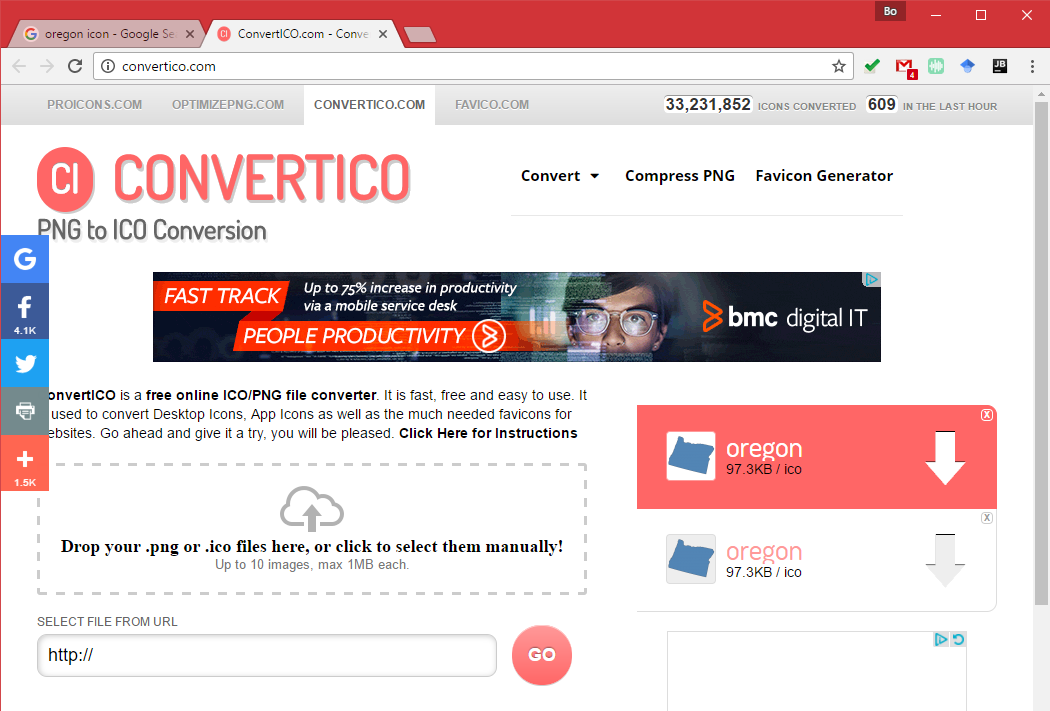 Bo
oregon icon - Google Se
ConvertICO.com - Conve
convertico.com
4
JB
PROICONS.COM
OPTIMIZEPNG.COM
CONVERTICO.COM
FAVICO.COM
33,231,852 ICONS CONVERTED 609 IN THE LAST HOUR
CI CONVERTICO
PNG to ICO Conversion
Convert
Compress PNG
Favicon Generator
G
f
4.1K
1.5K
FAST TRACK
Up to 75% increase in productivity
via a mobile service desk
PEOPLE PRODUCTIVITY
bmc digital IT
onvertICO is a free online ICO/PNG file converter. It is fast, free and easy to use. It
used to convert Desktop Icons, App Icons as well as the much needed favicons for
ebsites. Go ahead and give it a try, you will be pleased. Click Here for Instructions
Drop your .png or .ico files here, or click to select them manually!
Up to 10 images, max 1MB each.
SELECT FILE FROM URL
http://
GO
X
oregon
97.3KB / ico
X
oregon
97.3KB / ico